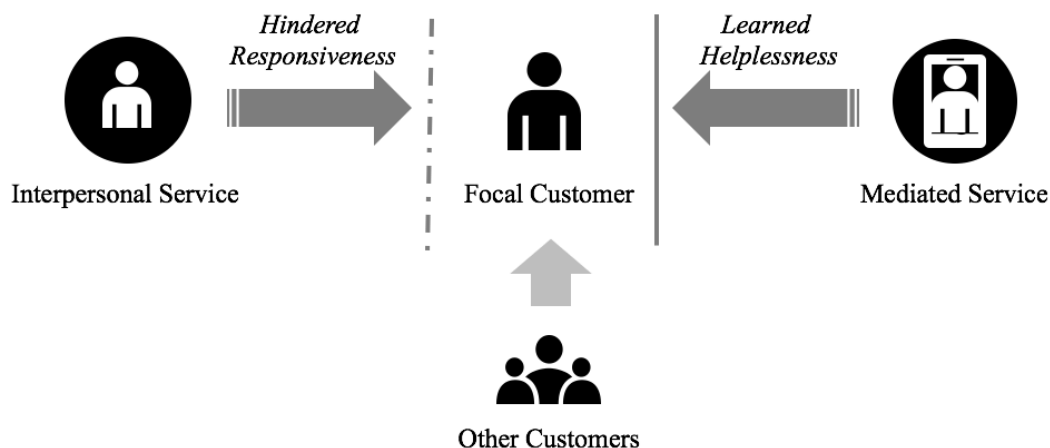 Hindered
Responsiveness
Learned
Helplessness
Interpersonal Service
Focal Customer
Mediated Service
Other Customers